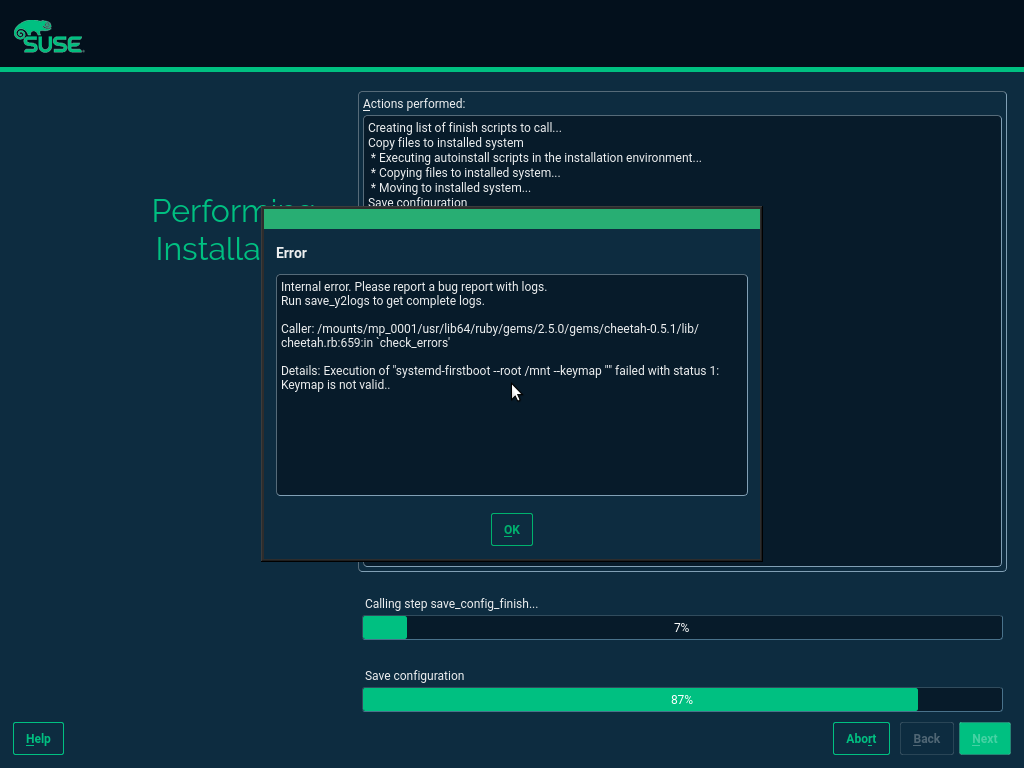 SUSE
Actions performed:
Creating list of finish scripts to call...
Copy files to installed system
* Executing autoinstall scripts in the installation environment...
* Copying files to installed system...
* Moving to installed system...
Save configuration
Installa
Error
Internal error. Please report a bug report with logs.
Run save_y2logs to get complete logs.
Caller: /mounts/mp_0001/usr/lib64/ruby/gems/2.5.0/gems/cheetah-0.5.1/lib/
cheetah.rb:659:in `check_errors'
Details: Execution of "systemd-firstboot --root /mnt --keymap "" failed with status 1:
Keymap is not valid..
OK
Calling step save_config_finish...
7%
Save configuration
87%
Help
Abort
Back
Next